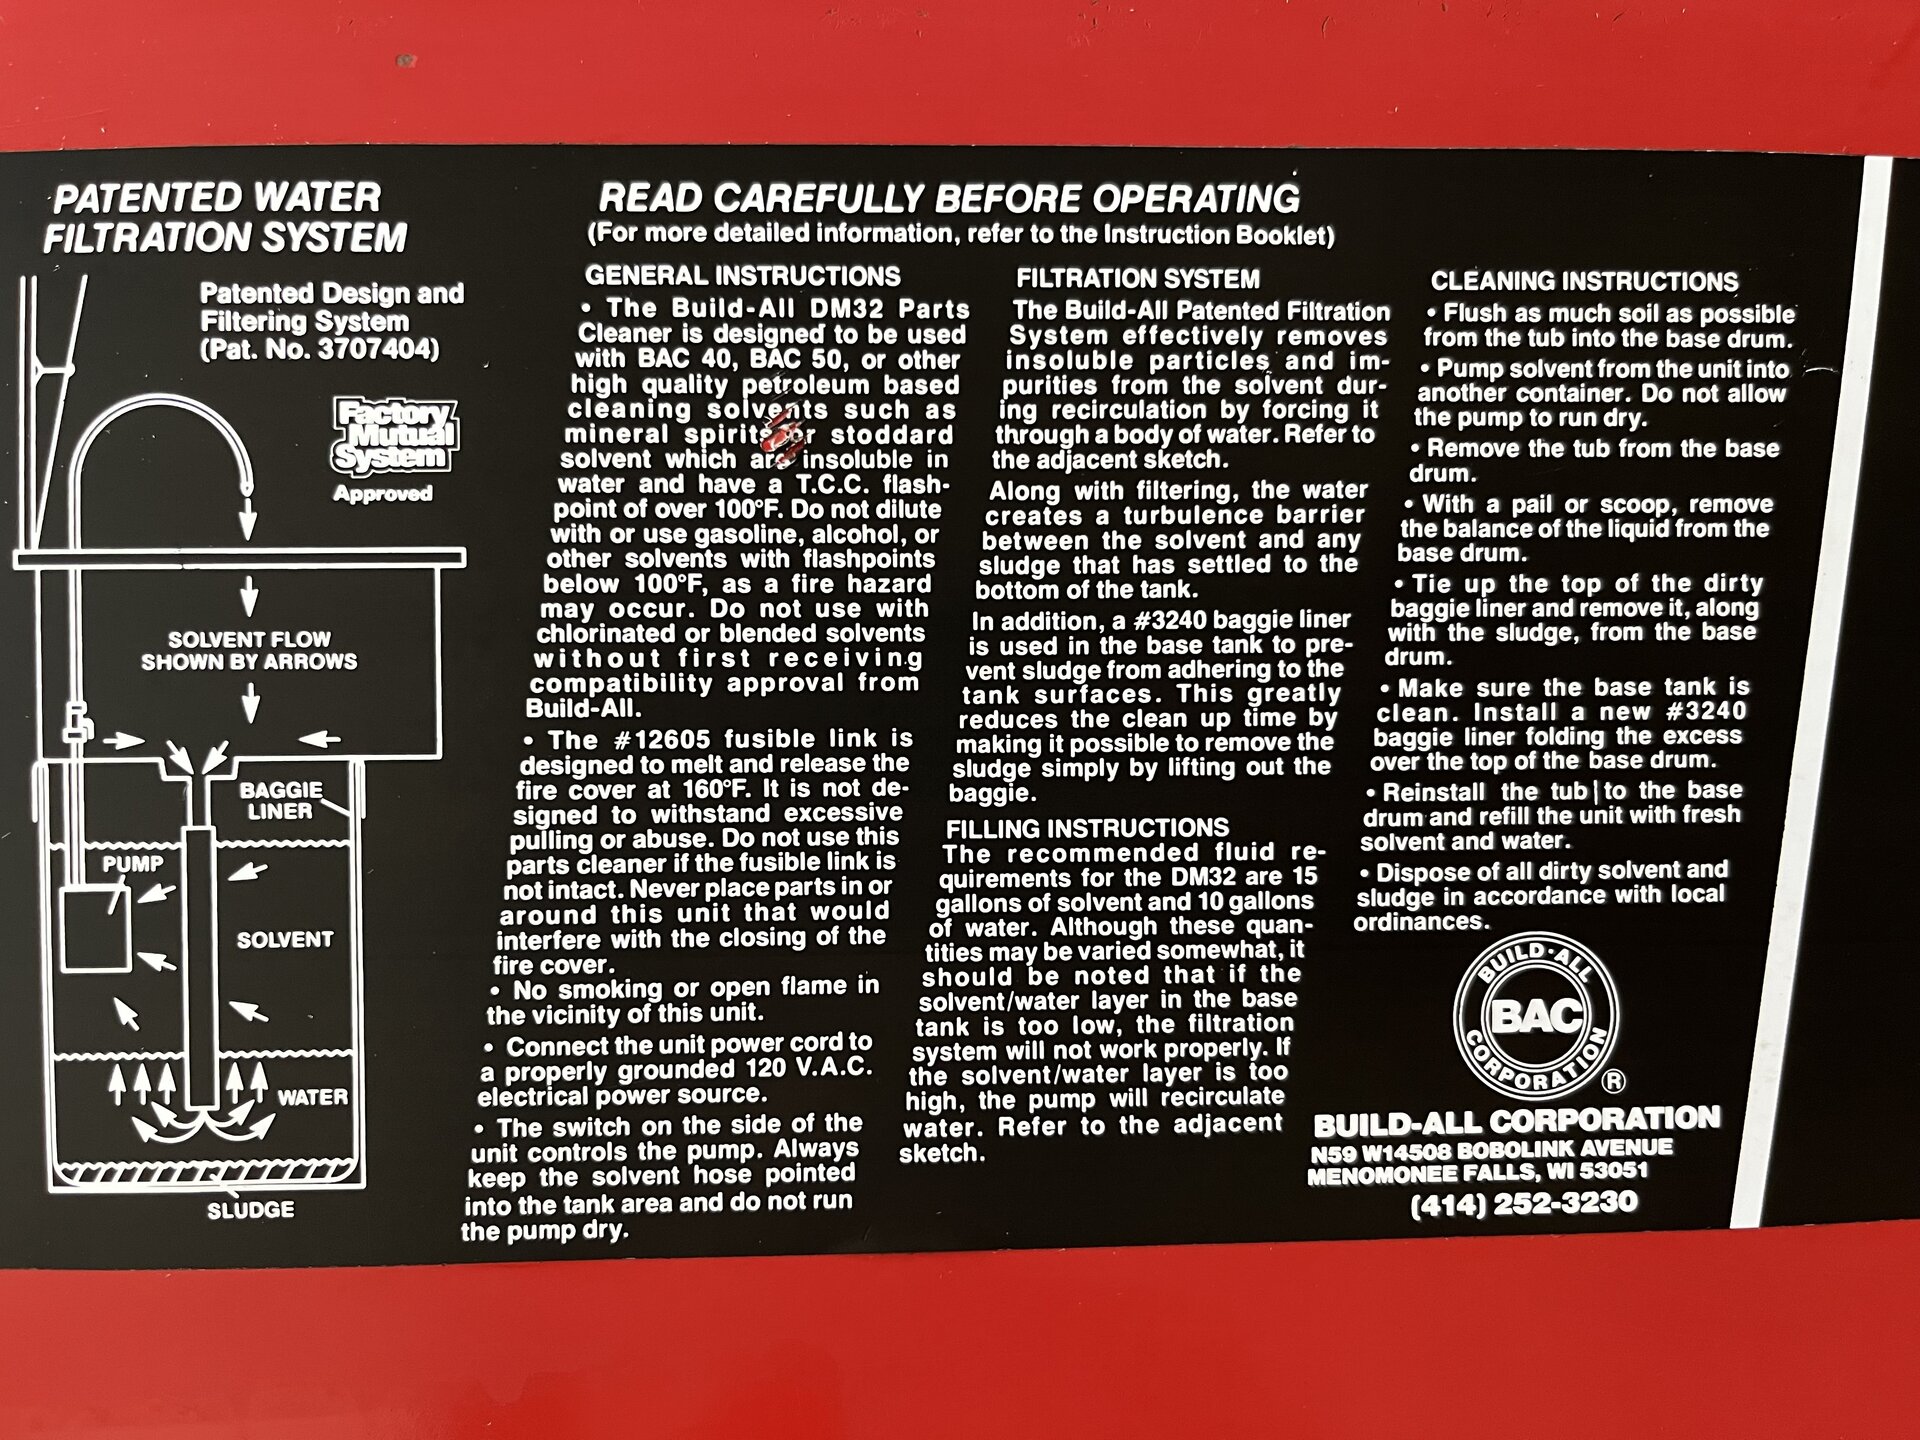 PATENTED WATER
FILTRATION SYSTEM
Patented Design and
Filtering System
(Pat. No. 3707404)
Factory
Mutual
System
Approved
SOLVENT FLOW
SHOWN BY ARROWS
BAGGIE
LINER
PUMP
SOLVENT
WATER
SLUDGE
READ CAREFULLY BEFORE OPERATING
(For more detailed information, refer to the Instruction Booklet)
GENERAL INSTRUCTIONS
• The Build-All DM32 Parts
Cleaner is designed to be used
with BAC 40, BAC 50, or other
high quality petroleum based
cleaning solvents such as
mineral spirits or stoddard
solvent which are insoluble in
water and have a T.C.C. flash-
point of over 100°F. Do not dilute
with or use gasoline, alcohol, or
other solvents with flashpoints
below 100°F, as a fire hazard
may occur. Do not use with
chlorinated or blended solvents
without first receiving
compatibility approval from
Build-All.
• The #12605 fusible link is
designed to melt and release the
fire cover at 160°F. It is not de-
signed to withstand excessive
pulling or abuse. Do not use this
parts cleaner if the fusible link is
not intact. Never place parts in or
around this unit that would
interfere with the closing of the
fire cover.
• No smoking or open flame in
the vicinity of this unit.
• Connect the unit power cord to
a properly grounded 120 V.A.C.
electrical power source.
• The switch on the side of the
unit controls the pump. Always
keep the solvent hose pointed
into the tank area and do not run
the pump dry.
FILTRATION SYSTEM
The Build-All Patented Filtration
System effectively removes
insoluble particles and im-
purities from the solvent dur-
ing recirculation by forcing it
through a body of water. Refer to
the adjacent sketch.
Along with filtering, the water
creates a turbulence barrier
between the solvent and any
sludge that has settled to the
bottom of the tank.
In addition, a #3240 baggie liner
is used in the base tank to pre-
vent sludge from adhering to the
tank surfaces. This greatly
reduces the clean up time by
making it possible to remove the
sludge simply by lifting out the
baggie.
FILLING INSTRUCTIONS
The recommended fluid re-
quirements for the DM32 are 15
gallons of solvent and 10 gallons
of water. Although these quan-
tities may be varied somewhat, it
should be noted that if the
solvent/water layer in the base
tank is too low, the filtration
system will not work properly. If
the solvent/water layer is too
high, the pump will recirculate
water. Refer to the adjacent
sketch.
CLEANING INSTRUCTIONS
• Flush as much soil as possible
from the tub into the base drum.
• Pump solvent from the unit into
another container. Do not allow
the pump to run dry.
• Remove the tub from the base
drum.
• With a pail or scoop, remove
the balance of the liquid from the
base drum.
• Tie up the top of the dirty
baggie liner and remove it, along
with the sludge, from the base
drum.
• Make sure the base tank is
clean. Install a new #3240
baggie liner folding the excess
over the top of the base drum.
• Reinstall the tub to the base
drum and refill the unit with fresh
solvent and water.
• Dispose of all dirty solvent and
sludge in accordance with local
ordinances.
BUILD·ALL
BAC
CORPORATION
®
BUILD-ALL CORPORATION
N59 W14508 BOBOLINK AVENUE
MENOMONEE FALLS, WI 53051
(414) 252-3230